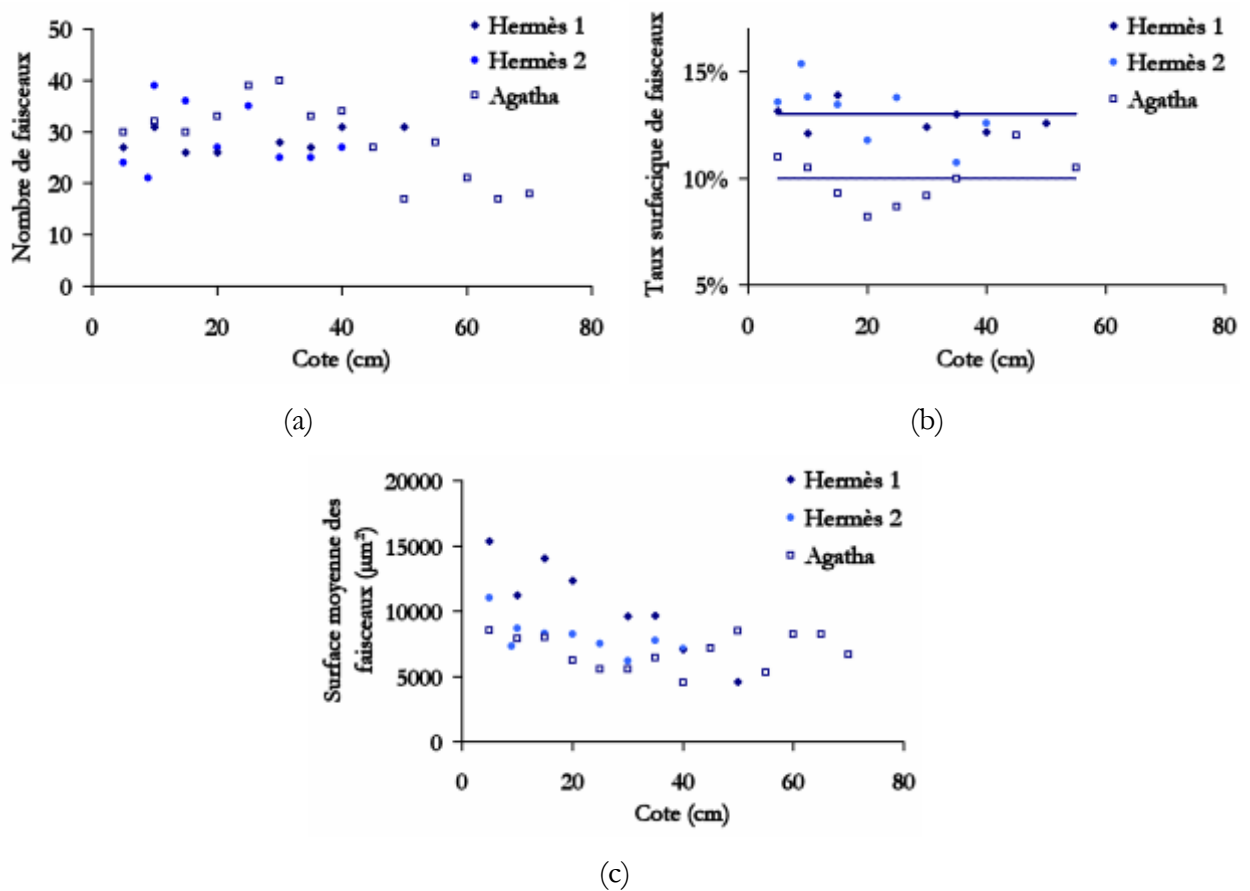 Nombre de faisceaux
50
40
30
20
10
0
0 20 40 60 80
Cote (cm)
Hermès 1
Hermès 2
Agatha
(a)
Taux surfacique de faisceaux
15%
10%
5%
0 20 40 60 80
Cote (cm)
Hermès 1
Hermès 2
Agatha
(b)
Surface moyenne des
faisceaux (µm²)
20000
15000
10000
5000
0
0 20 40 60 80
Cote (cm)
Hermès 1
Hermès 2
Agatha
(c)